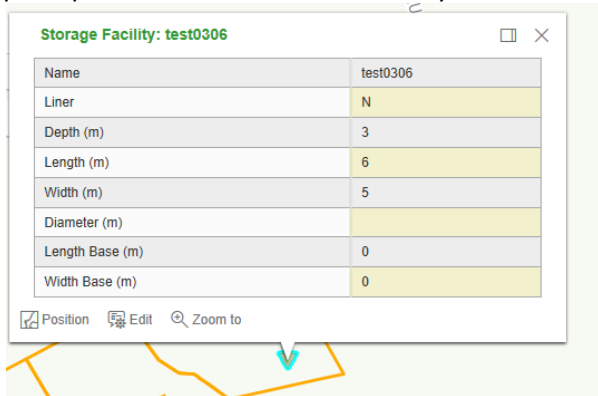 Storage Facility: test0306
Name test0306
Liner N
Depth (m) 3
Length (m) 6
Width (m) 5
Diameter (m)
Length Base (m) 0
Width Base (m) 0
Position Edit Zoom to